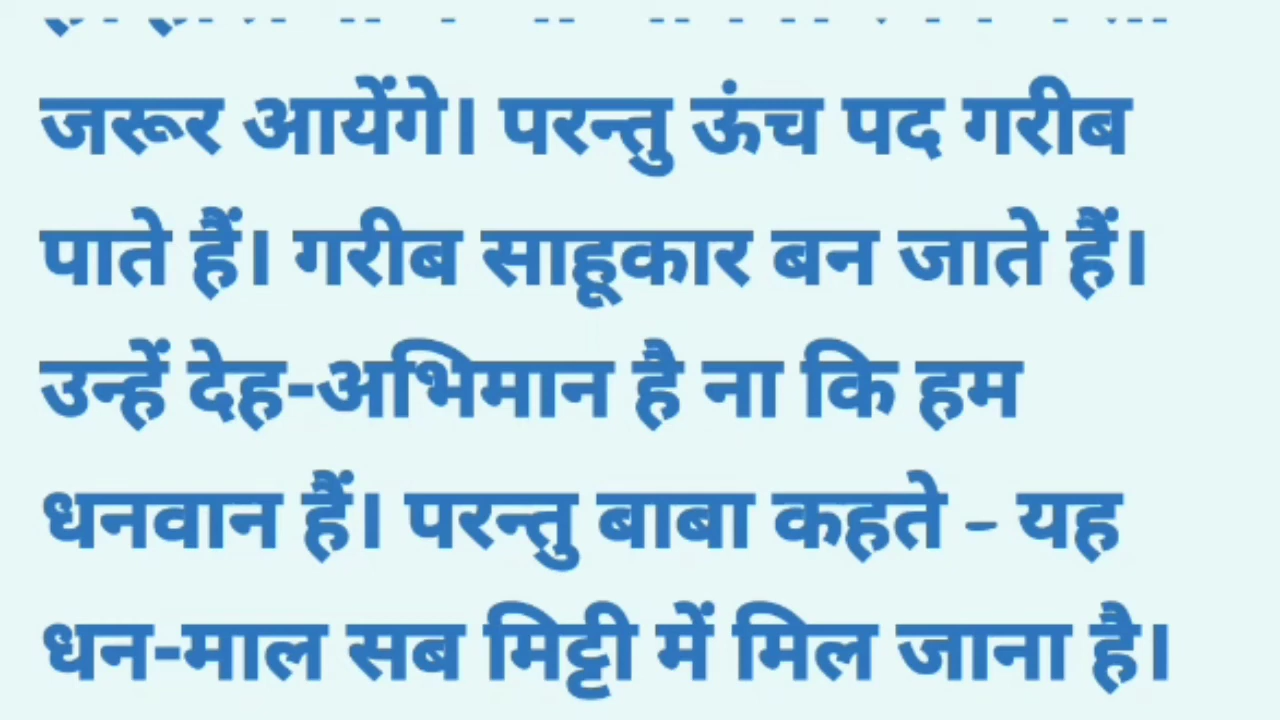 जरूर आयेंगे। परन्तु ऊंच पद गरीब
पाते हैं। गरीब साहूकार बन जाते हैं।
उन्हें देह-अभिमान है ना कि हम
धनवान हैं। परन्तु बाबा कहते - यह
धन-माल सब मिट्टी में मिल जाना है।